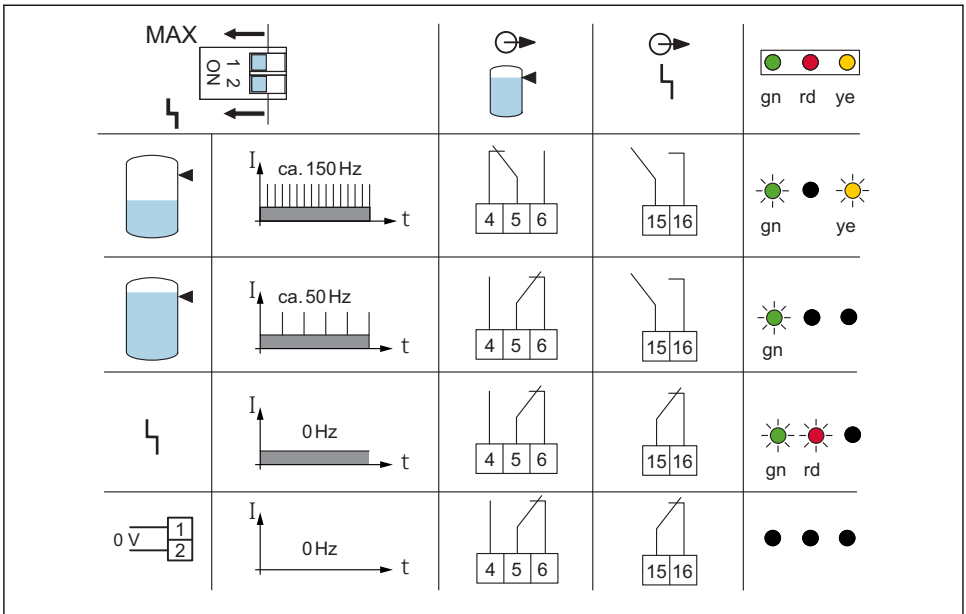 MAX
1 2
ON
gn rd ye
I
ca. 150 Hz
t
4 5 6
15 16
gn ye
I
ca. 50 Hz
t
4 5 6
15 16
gn
I
0 Hz
t
4 5 6
15 16
gn rd
0 V
1
2
I
0 Hz
t
4 5 6
15 16